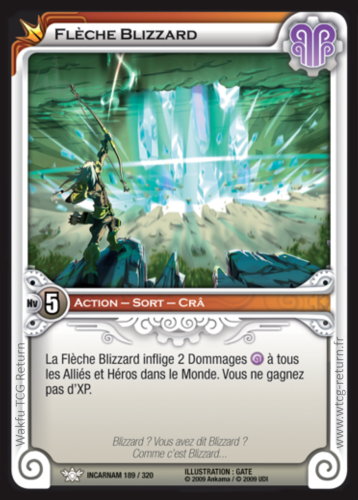 Flèche Blizzard
Nv 5
Action – Sort – Crâ
La Flèche Blizzard inflige 2 Dommages à tous
les Alliés et Héros dans le Monde. Vous ne gagnez
pas d'XP.
Blizzard ? Vous avez dit Blizzard ?
Comme c'est Blizzard...
INCARNAM 189 / 320
ILLUSTRATION : GATE
© 2009 Ankama / © 2009 UDI
Wakfu TCG Return
www.wtcg-return.fr